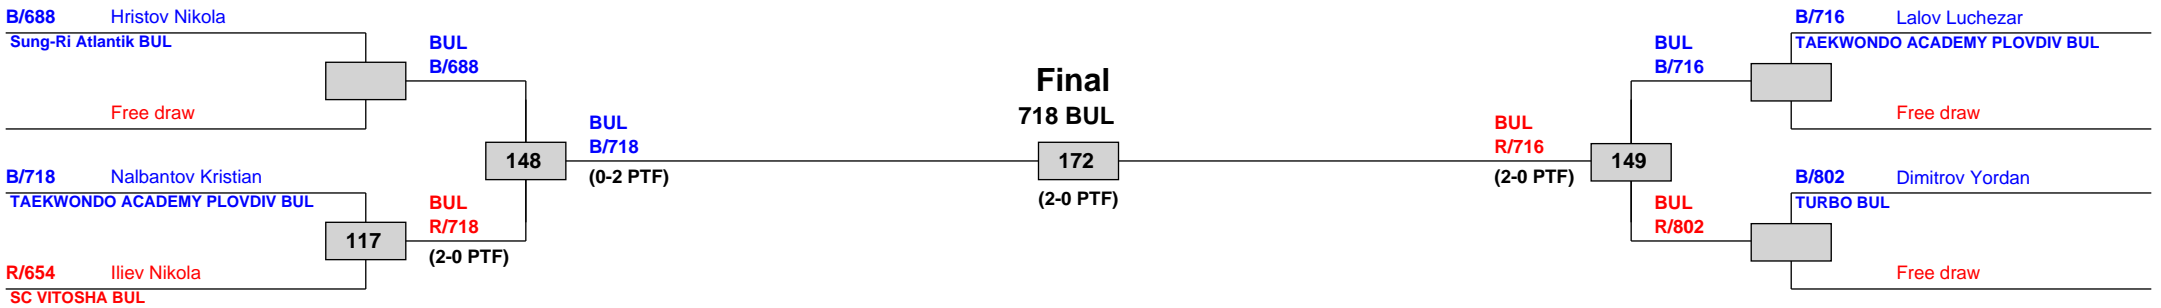 B/688 Hristov Nikola
Sung-Ri Atlantik BUL
Free draw
BUL
B/688
B/718 Nalbantov Kristian
TAEKWONDO ACADEMY PLOVDIV BUL
117
R/654 Iliev Nikola
SC VITOSHA BUL
BUL
R/718
(2-0 PTF)
148
BUL
B/718
(0-2 PTF)
Final
718 BUL
172
(2-0 PTF)
BUL
R/716
(2-0 PTF)
149
BUL
B/716
BUL
R/802
B/716 Lalov Luchezar
TAEKWONDO ACADEMY PLOVDIV BUL
Free draw
B/802 Dimitrov Yordan
TURBO BUL
Free draw